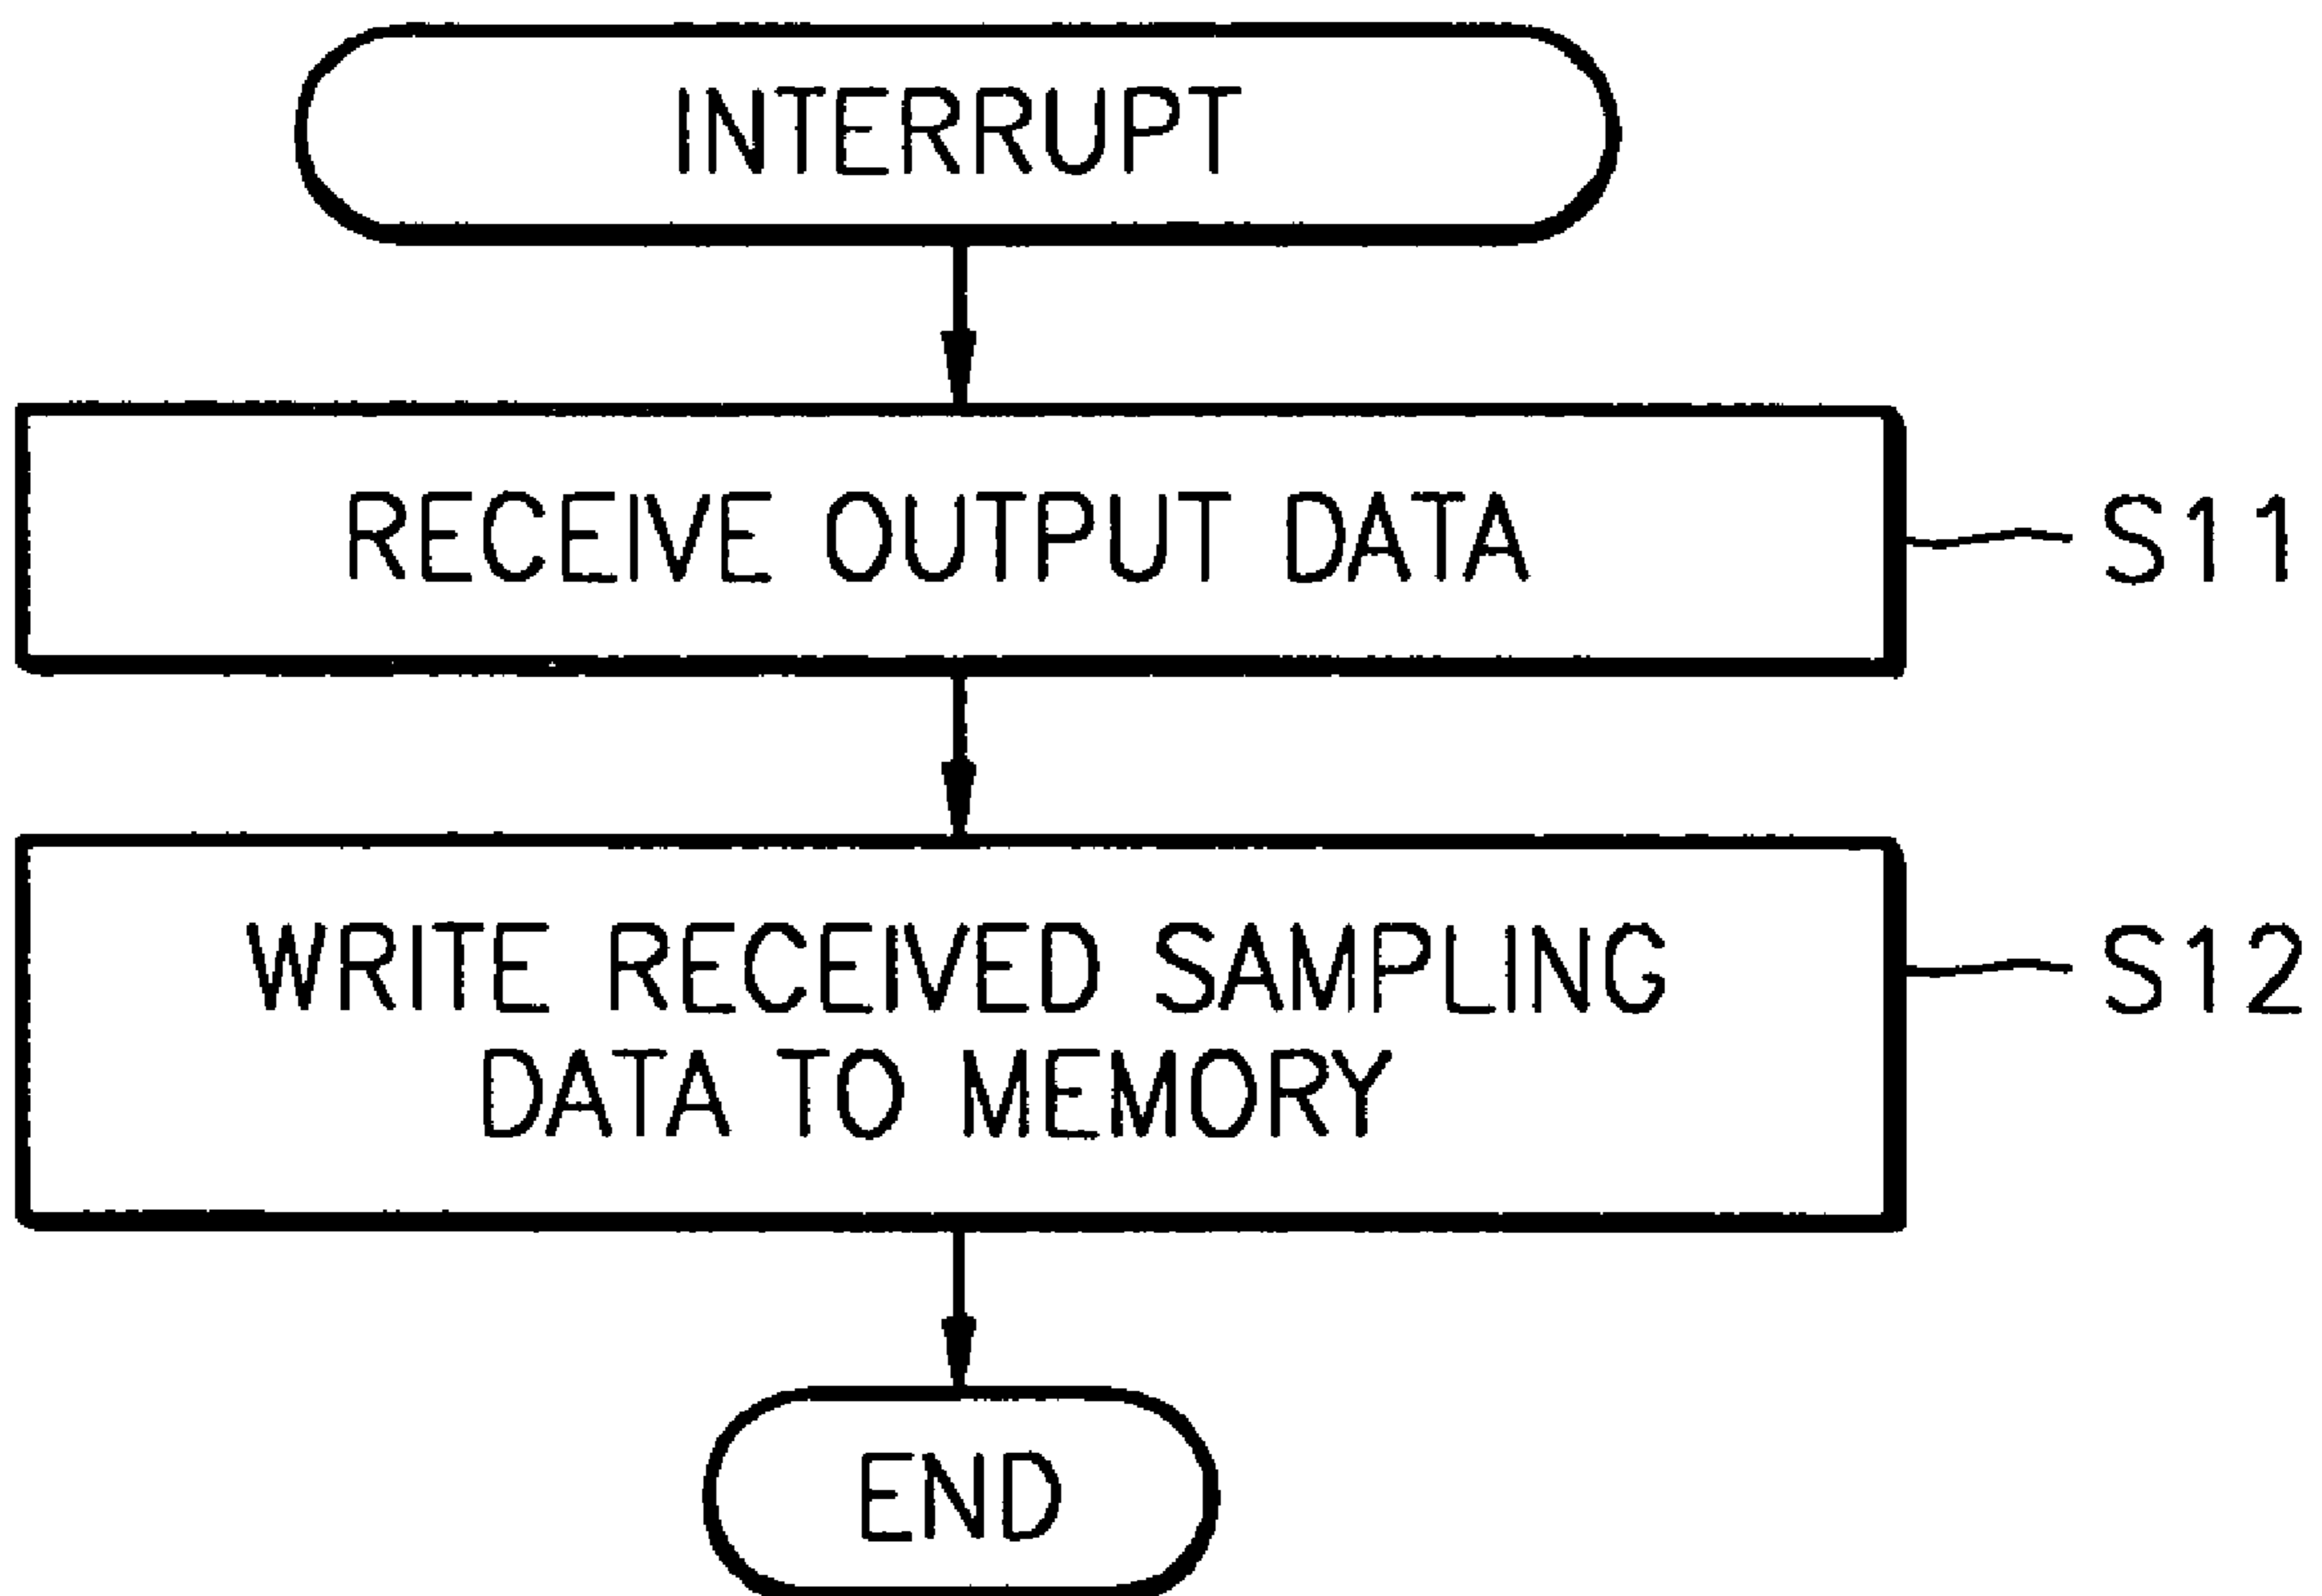 INTERRUPT
RECEIVE OUTPUT DATA
S11
WRITE RECEIVED SAMPLING
S12
DATA TO MEMORY
END